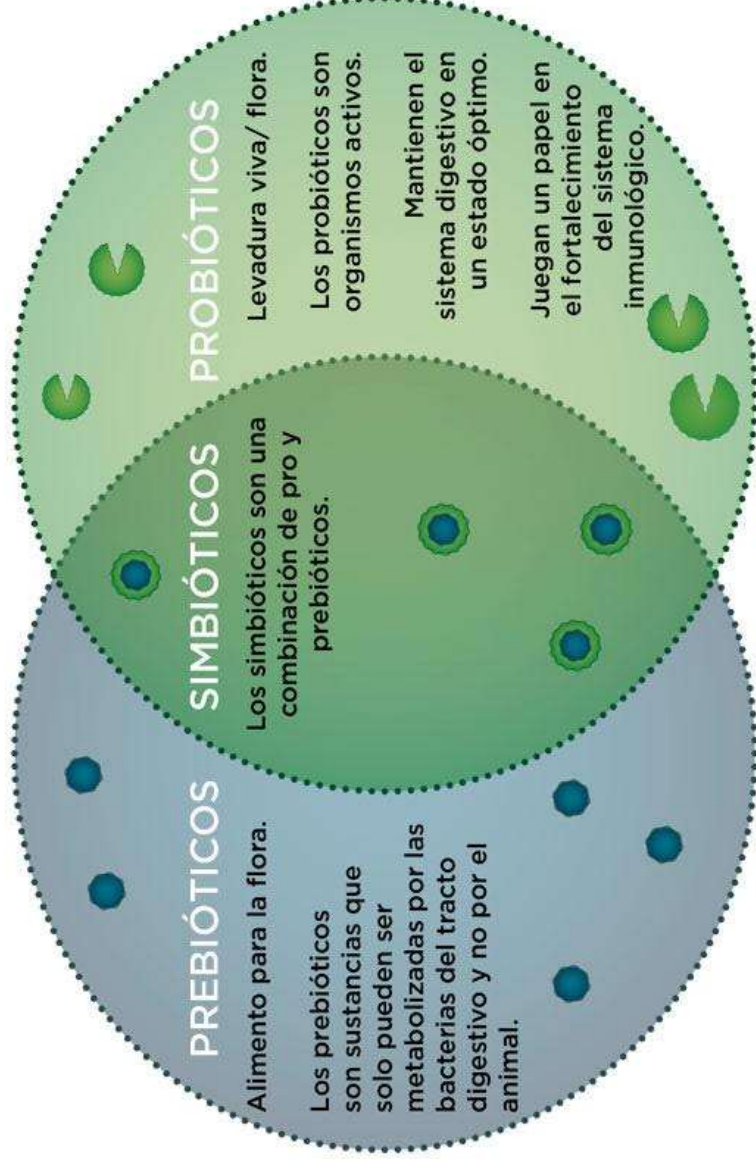 PREBIÓTICOS
Alimento para la flora.
Los prebióticos
son sustancias que
solo pueden ser
metabolizadas por las
bacterias del tracto
digestivo y no por el
animal.
SIMBIÓTICOS
Los simbióticos son una
combinación de pro y
prebióticos.
PROBIÓTICOS
Levadura viva/ flora.
Los probióticos son
organismos activos.
Mantienen el
sistema digestivo en
un estado óptimo.
Juegan un papel en
el fortalecimiento
del sistema
inmunológico.